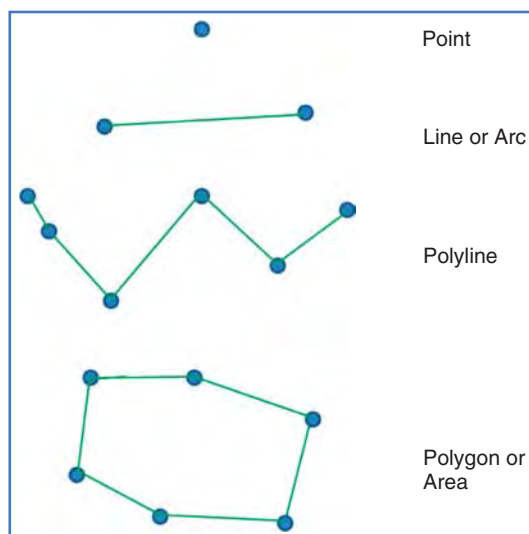 Point
Line or Arc
Polyline
Polygon or
Area